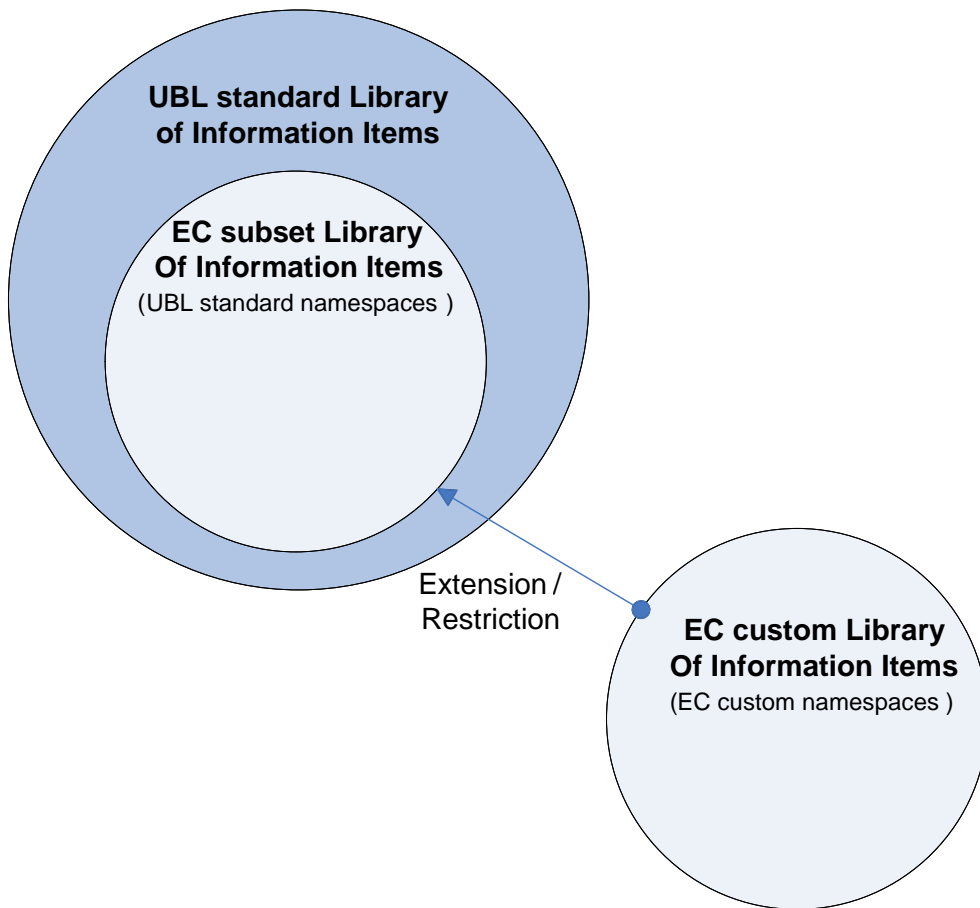 UBL standard Library
of Information Items
EC subset Library
Of Information Items
(UBL standard namespaces )
Extension /
Restriction
EC custom Library
Of Information Items
(EC custom namespaces )